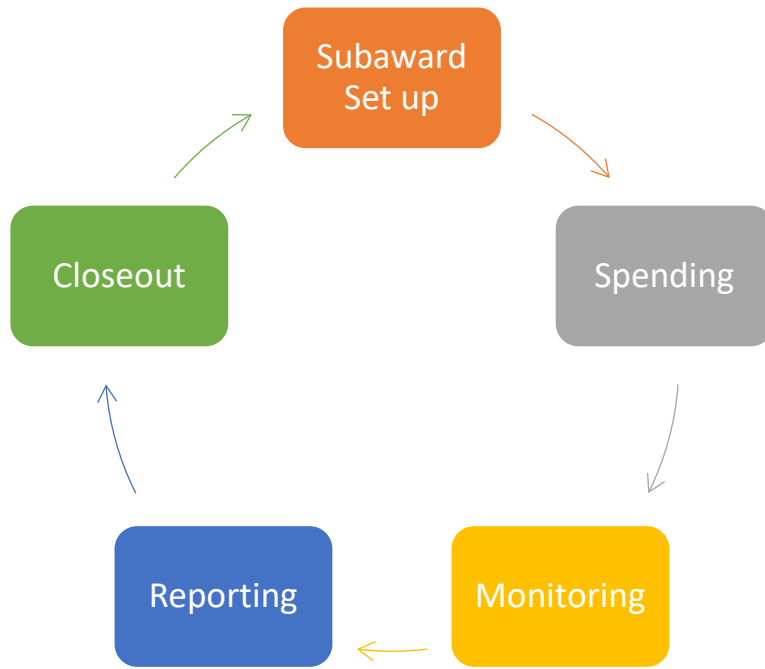 Subaward
Set up
Spending
Monitoring
Reporting
Closeout